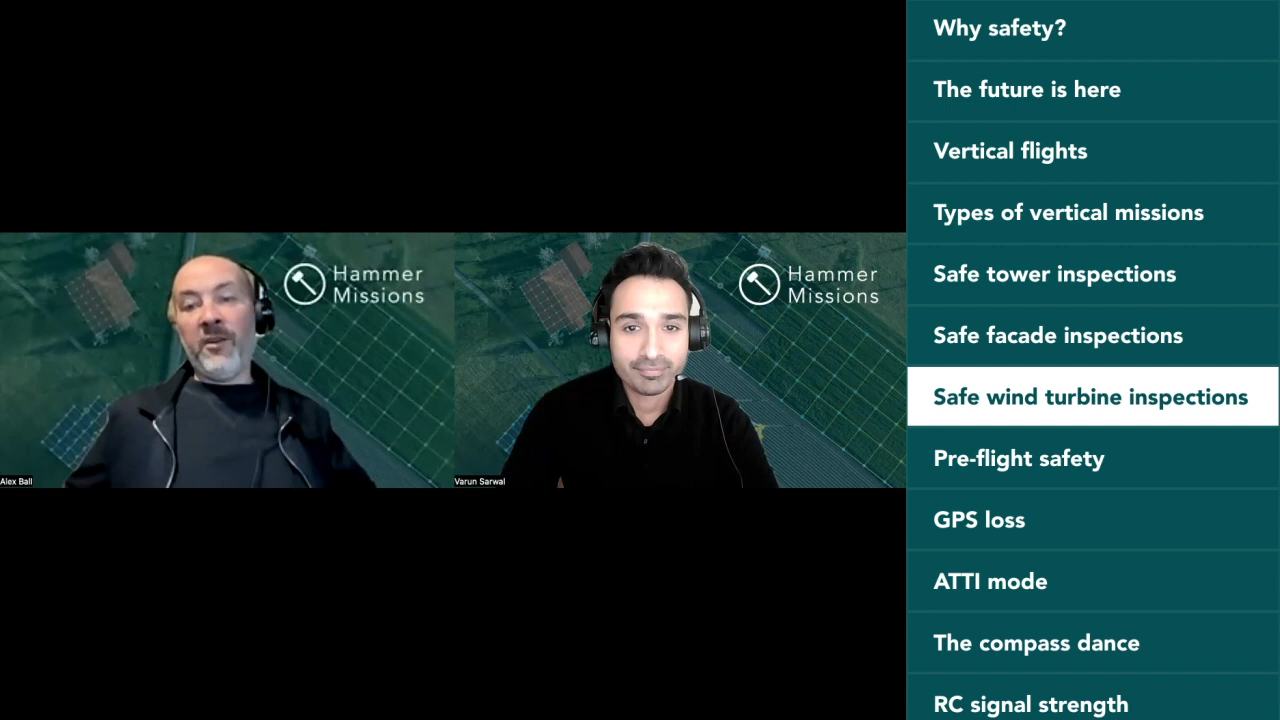 Hammer
Missions
Alex Ball
Hammer
Missions
Varun Sarwal
Why safety?
The future is here
Vertical flights
Types of vertical missions
Safe tower inspections
Safe facade inspections
Safe wind turbine inspections
Pre-flight safety
GPS loss
ATTI mode
The compass dance
RC signal strength